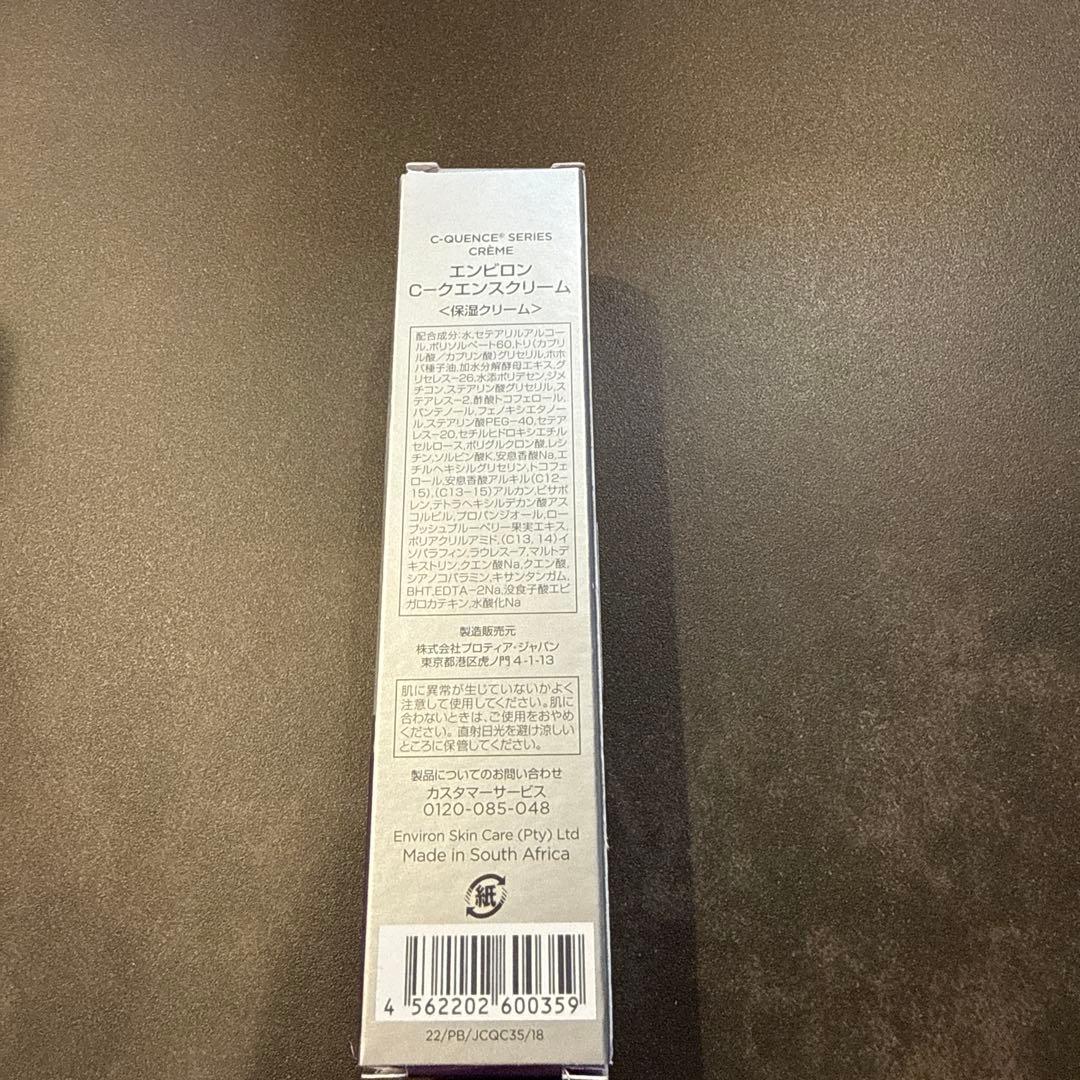 C-QUENCE® SERIES
CRÈME
エンビロン
C−クエンスクリーム
＜保湿クリーム＞
配合成分:水,セテアリルアルコー
ル,ポリソルベート60,トリ(カプリ
ル酸／カプリン酸)グリセリル,ホホ
バ種子油,加水分解酵母エキス,グ
リセレス−26,水添ポリデセン,ジメ
チコン,ステアリン酸グリセリル,ス
テアレス−2,酢酸トコフェロール,
パンテノール,フェノキシエタノー
ル,ステアリン酸PEG−40,セテア
レス−20,セチルヒドロキシエチル
セルロース,ポリグルクロン酸,レシ
チン,ソルビン酸K,安息香酸Na,エ
チルヘキシルグリセリン,トコフェ
ロール,安息香酸アルキル(C12−
15),(C13−15)アルカン,ビサボ
レン,テトラヘキシルデカン酸アス
コルビル,プロパンジオール,ロー
ブッシュブルーベリー果実エキス,
ポリアクリルアミド,(C13, 14)イ
ソパラフィン,ラウレス−7,マルトデ
キストリン,クエン酸Na,クエン酸,
シアノコバラミン,キサンタンガム,
BHT,EDTA−2Na,没食子酸エピ
ガロカテキン,水酸化Na
製造販売元
株式会社プロティア・ジャパン
東京都港区虎ノ門 4-1-13
肌に異常が生じていないかよく
注意して使用してください。肌に
合わないときは、ご使用をおやめ
ください。直射日光を避け涼しい
ところに保管してください。
製品についてのお問い合わせ
カスタマーサービス
0120-085-048
Environ Skin Care (Pty) Ltd
Made in South Africa
紙
4 562202 600359
22/PB/JCQC35/18